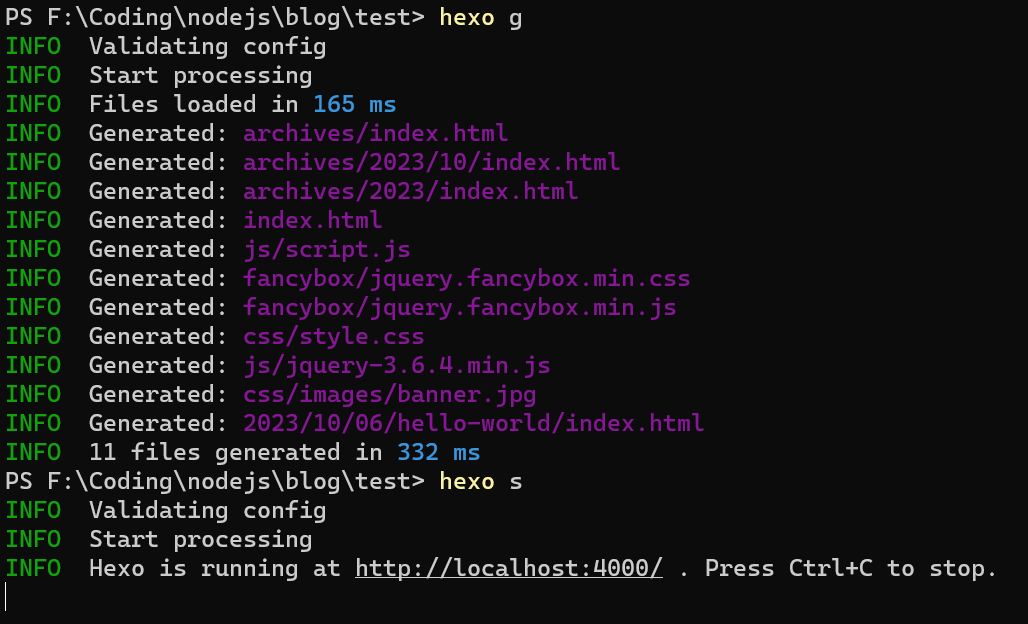 PS F:\Coding\nodejs\blog\test> hexo g
INFO  Validating config
INFO  Start processing
INFO  Files loaded in 165 ms
INFO  Generated: archives/index.html
INFO  Generated: archives/2023/10/index.html
INFO  Generated: archives/2023/index.html
INFO  Generated: index.html
INFO  Generated: js/script.js
INFO  Generated: fancybox/jquery.fancybox.min.css
INFO  Generated: fancybox/jquery.fancybox.min.js
INFO  Generated: css/style.css
INFO  Generated: js/jquery-3.6.4.min.js
INFO  Generated: css/images/banner.jpg
INFO  Generated: 2023/10/06/hello-world/index.html
INFO  11 files generated in 332 ms
PS F:\Coding\nodejs\blog\test> hexo s
INFO  Validating config
INFO  Start processing
INFO  Hexo is running at http://localhost:4000/ . Press Ctrl+C to stop.